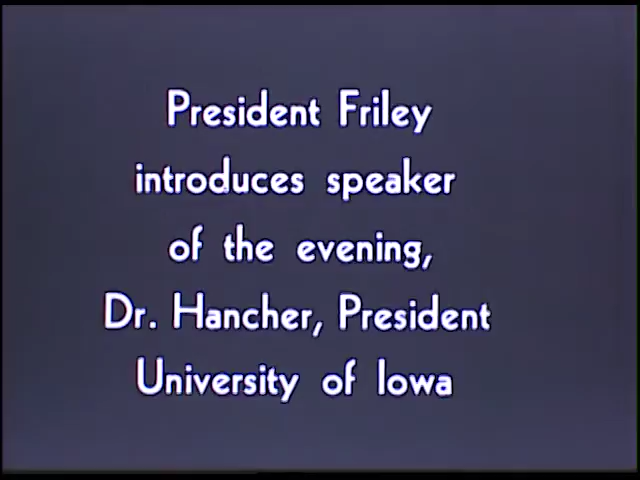 President Friley
introduces speaker
of the evening,
Dr. Hancher, President
University of Iowa